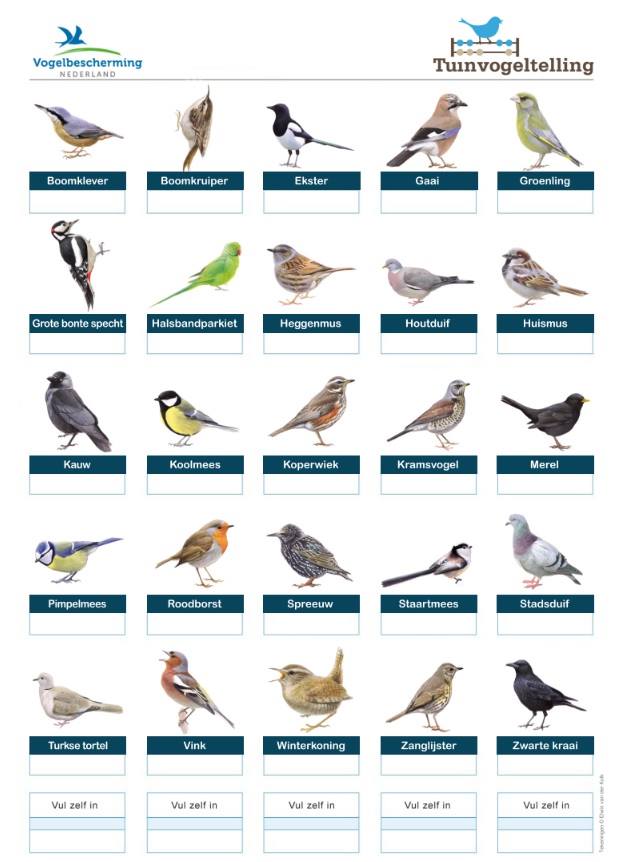 Vogelbescherming
NEDERLAND
Tuinvogeltelling
Boomklever Boomkruiper Ekster Gaai Groenling
Grote bonte specht Halsbandparkiet Heggenmus Houtduif Huismus
Kauw Koolmees Koperwiek Kramsvogel Merel
Pimpelmees Roodborst Spreeuw Staartmees Stadsduif
Turkse tortel Vink Winterkoning Zanglijster Zwarte kraai
Vul zelf in Vul zelf in Vul zelf in Vul zelf in Vul zelf in
Tekeningen © Elwin van der Kolk